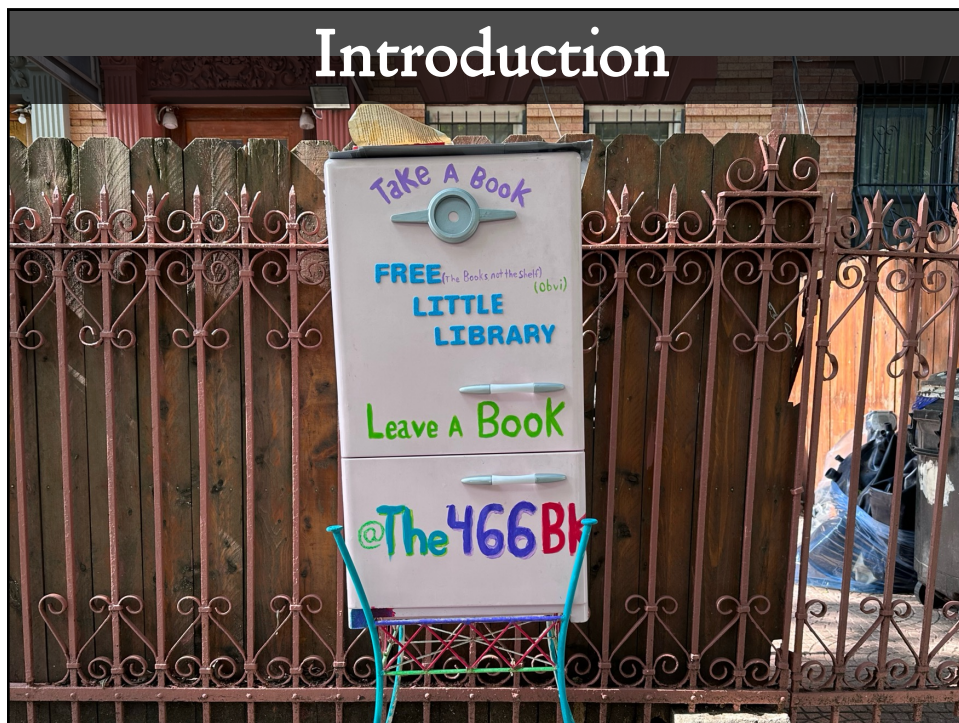 Introduction
Take A Book
FREE (The Books, not the shelf)
(Obvi)
LITTLE
LIBRARY
Leave A Book
@The466BK